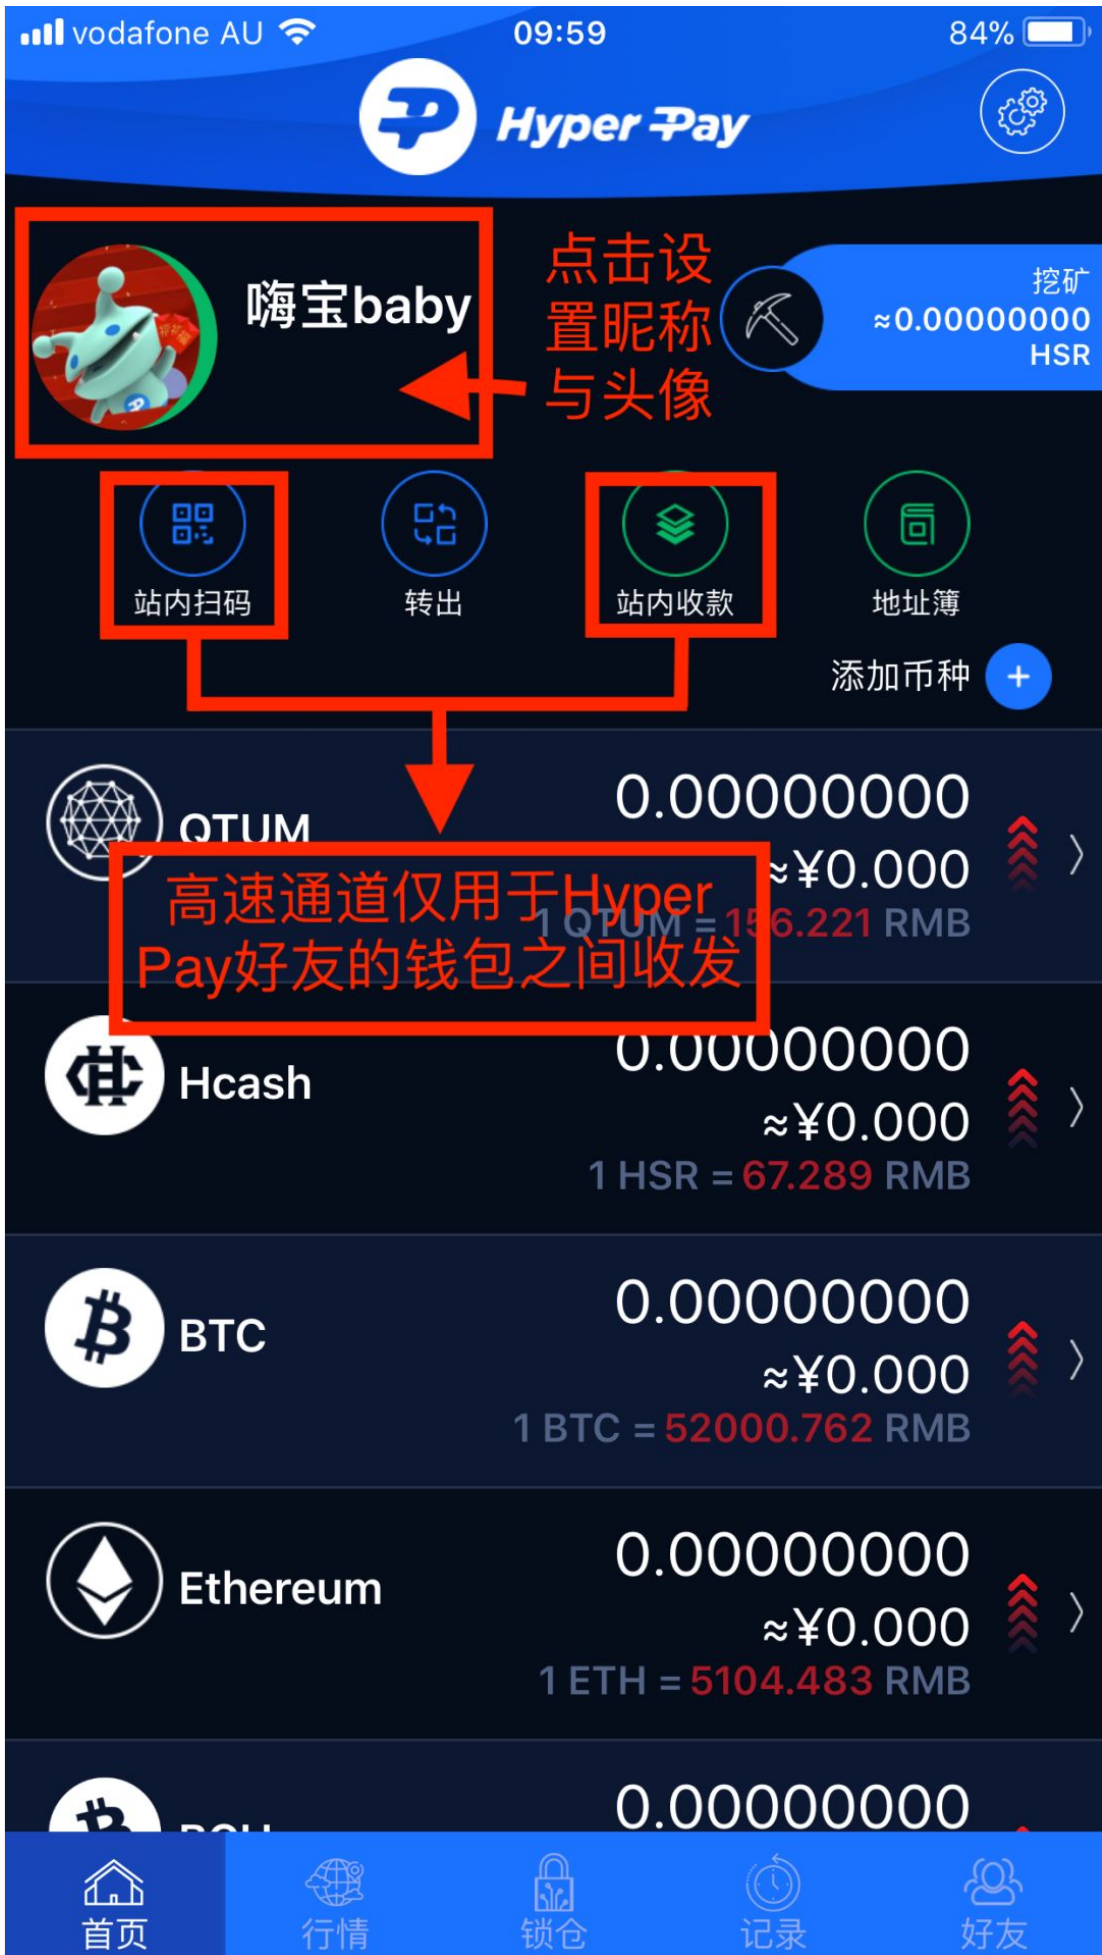 vodafone AU
09:59
84%
Hyper Pay
嗨宝baby
点击设
置昵称
与头像
挖矿
≈0.00000000
HSR
站内扫码
转出
站内收款
地址簿
添加币种
QTUM
0.00000000
≈¥0.000
1 QTUM = 156.221 RMB
高速通道仅用于Hyper
Pay好友的钱包之间收发
Hcash
0.00000000
≈¥0.000
1 HSR = 67.289 RMB
BTC
0.00000000
≈¥0.000
1 BTC = 52000.762 RMB
Ethereum
0.00000000
≈¥0.000
1 ETH = 5104.483 RMB
0.00000000
首页
行情
锁仓
记录
好友